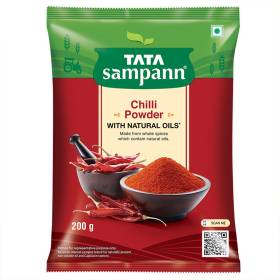 TATA
sampann
Chilli
Powder
WITH NATURAL OILS*
Made from whole spices
which contain natural oils.
200 g
SCAN ME